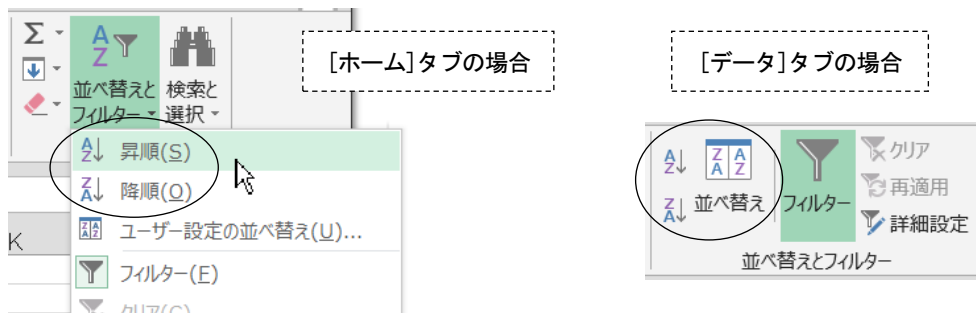 [ホーム]タブの場合
Σ
並べ替えと
フィルター
検索と
選択
昇順(S)
降順(O)
ユーザー設定の並べ替え(U)...
フィルター(F)
クリア(C)
K
[データ]タブの場合
並べ替え
フィルター
クリア
再適用
詳細設定
並べ替えとフィルター